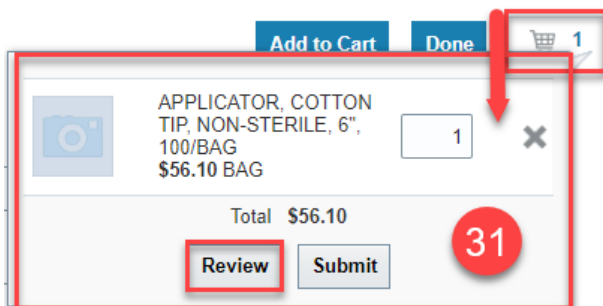 Add to Cart Done 1
APPLICATOR, COTTON
TIP, NON-STERILE, 6",
100/BAG
$56.10 BAG
1
Total $56.10
Review Submit
31